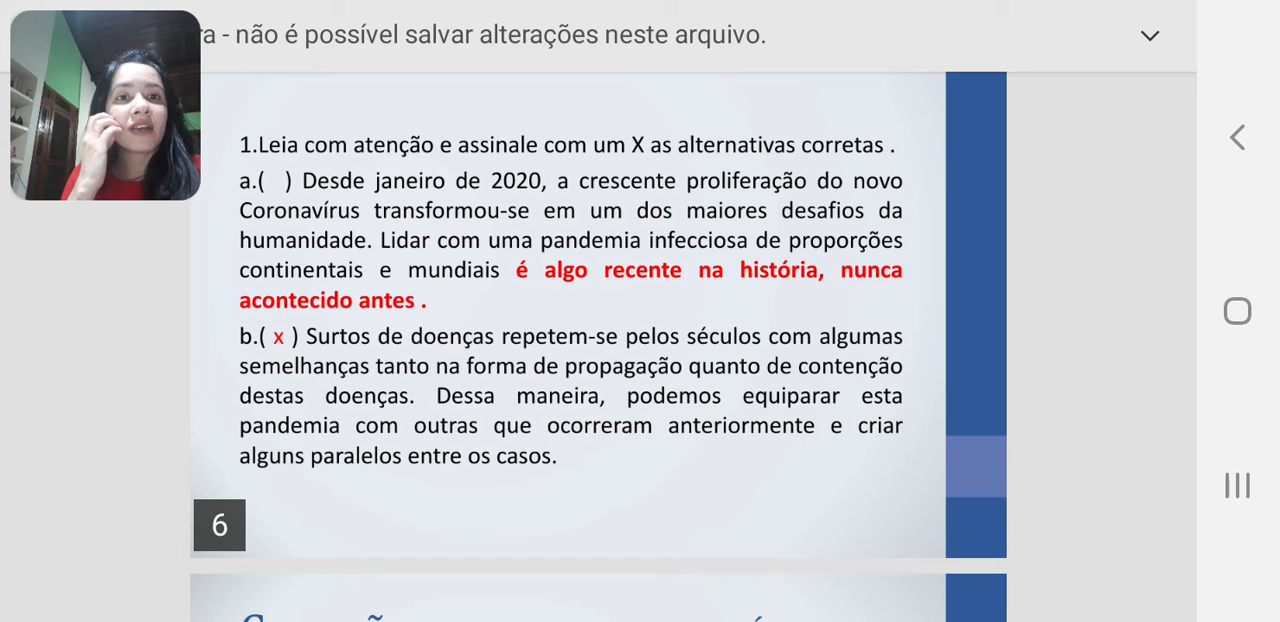 ra - não é possível salvar alterações neste arquivo.
1.Leia com atenção e assinale com um X as alternativas corretas .
a.( ) Desde janeiro de 2020, a crescente proliferação do novo
Coronavírus transformou-se em um dos maiores desafios da
humanidade. Lidar com uma pandemia infecciosa de proporções
continentais e mundiais é algo recente na história, nunca
acontecido antes .
b.( x ) Surtos de doenças repetem-se pelos séculos com algumas
semelhanças tanto na forma de propagação quanto de contenção
destas doenças. Dessa maneira, podemos equiparar esta
pandemia com outras que ocorreram anteriormente e criar
alguns paralelos entre os casos.
6